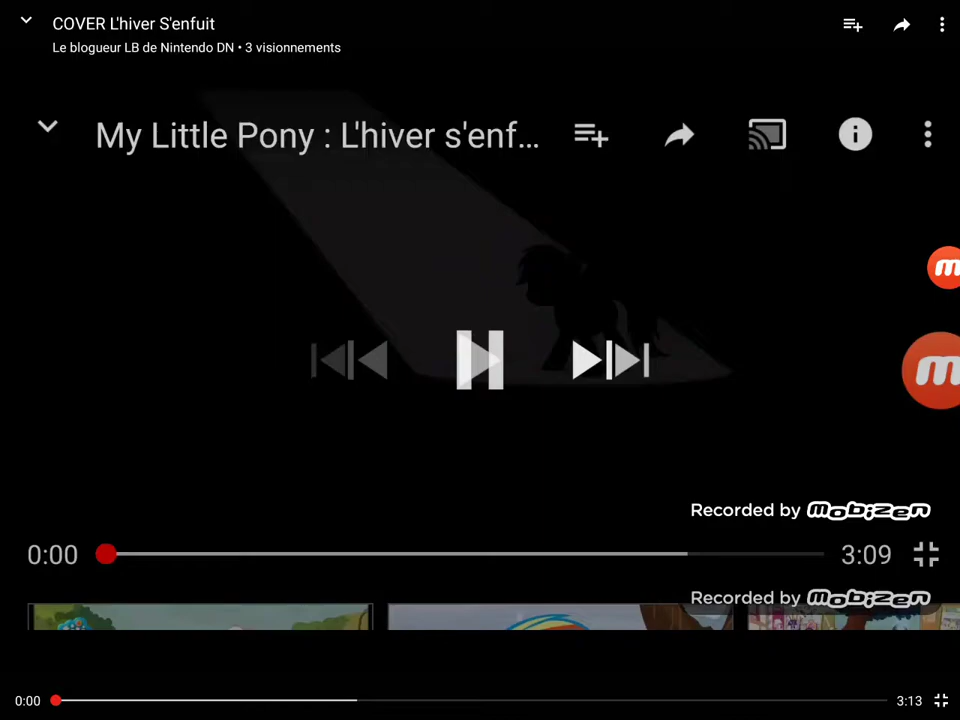 COVER L'hiver S'enfuit
Le blogueur LB de Nintendo DN • 3 visionnements
My Little Pony : L'hiver s'enf...
Recorded by mobizen
0:00 3:09
Recorded by mobizen
0:00 3:13